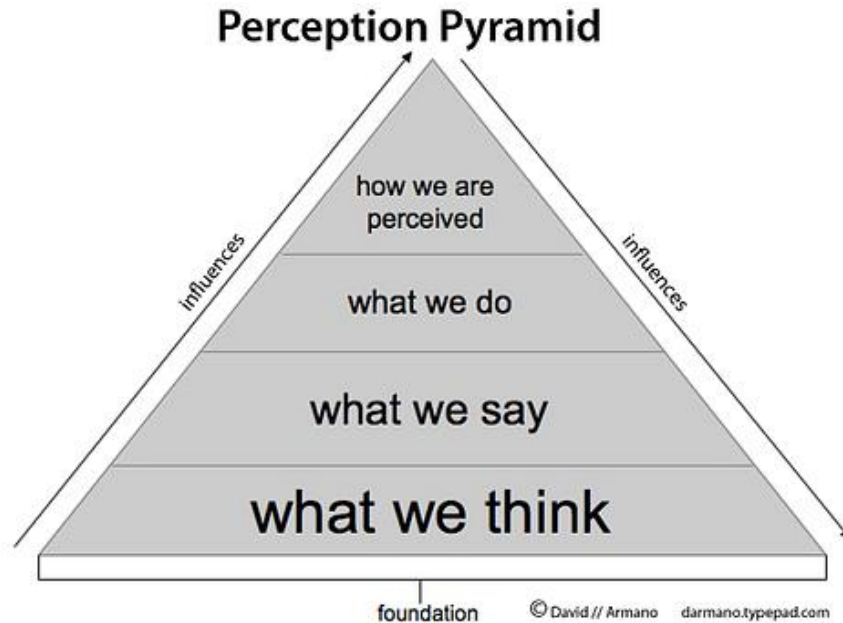 Perception Pyramid
how we are
perceived
influences
influences
what we do
what we say
what we think
foundation
© David // Armano darmano.typepad.com